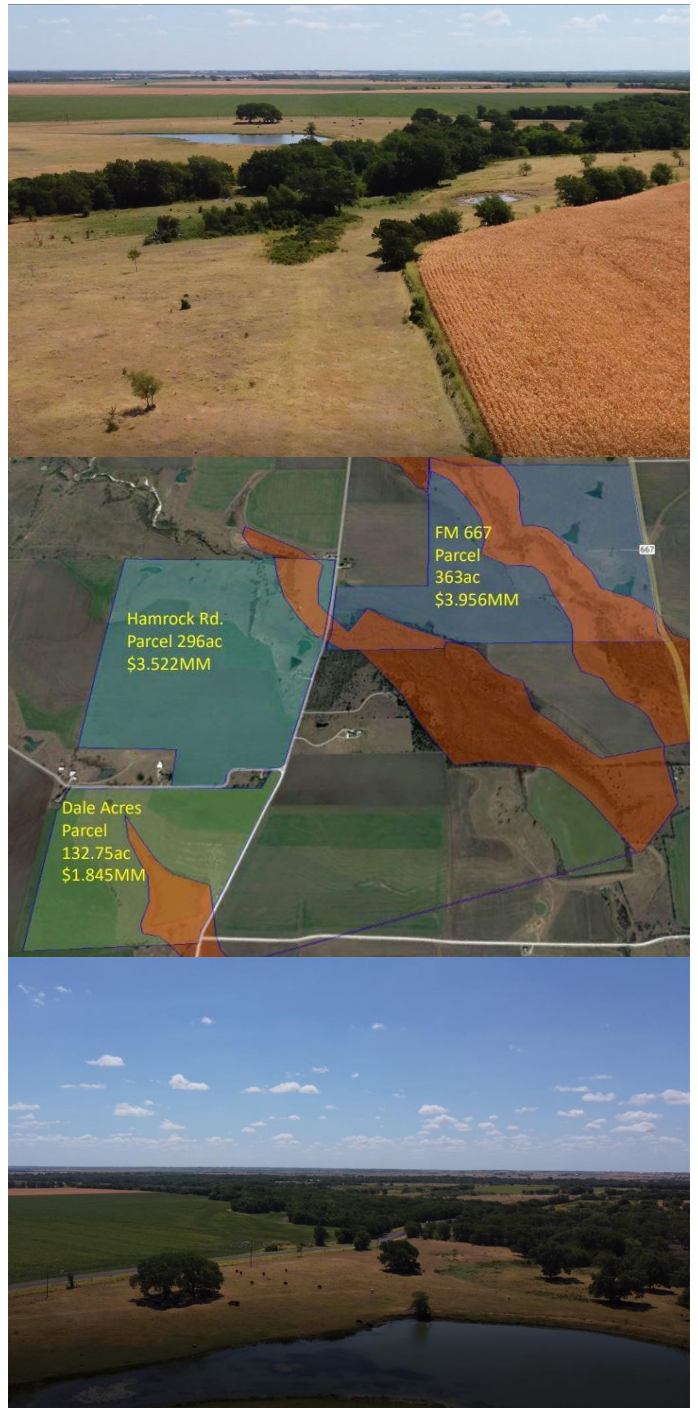 FM 667
Parcel
363ac
$3.956MM
667
Hamrock Rd.
Parcel 296ac
$3.522MM
Dale Acres
Parcel
132.75ac
$1.845MM